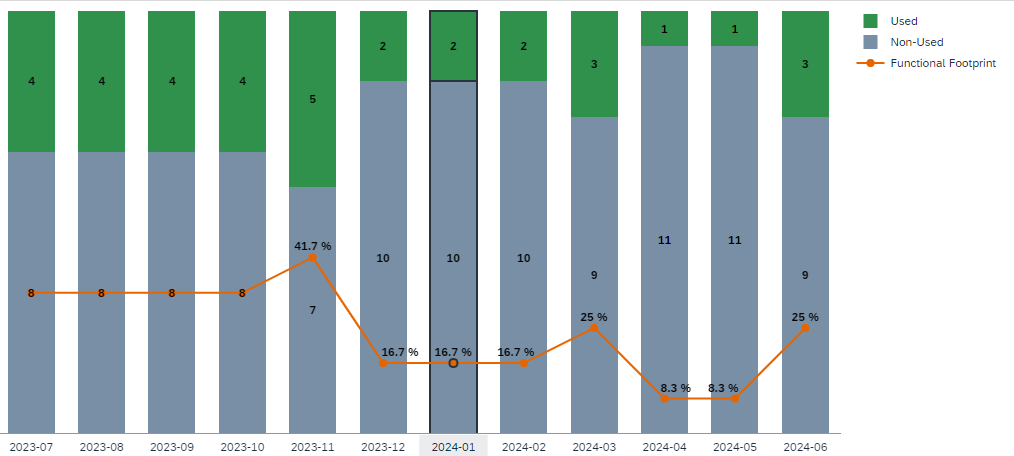 4 4 4 4 5 2 2 2 3 1 1 3
8 8 8 8 7 10 10 10 9 11 11 9
41.7 % 16.7 % 16.7 % 16.7 % 25 % 8.3 % 8.3 % 25 %
2023-07 2023-08 2023-09 2023-10 2023-11 2023-12 2024-01 2024-02 2024-03 2024-04 2024-05 2024-06
Used
Non-Used
Functional Footprint